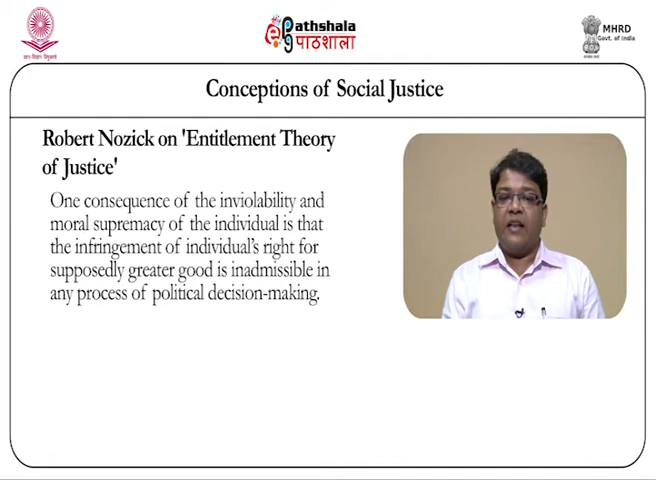 Pathshala
पाठशाला
MHRD
Govt. of India
Conceptions of Social Justice
Robert Nozick on 'Entitlement Theory
of Justice'
One consequence of the inviolability and
moral supremacy of the individual is that
the infringement of individual's right for
supposedly greater good is inadmissible in
any process of political decision-making.